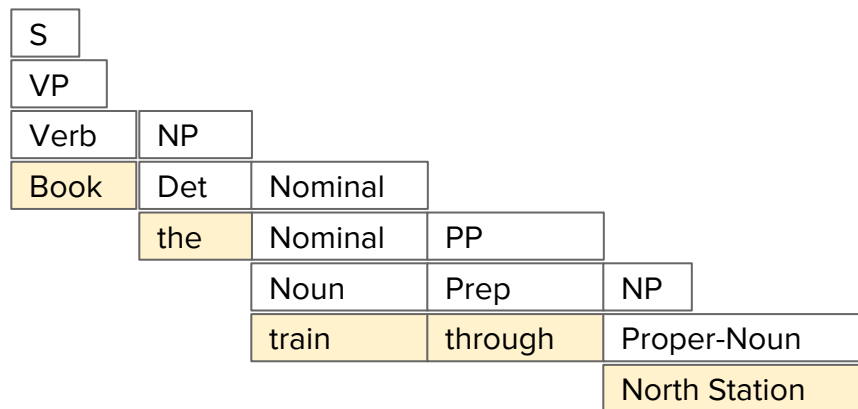 S
VP
Verb NP
Book Det Nominal
the Nominal PP
Noun Prep NP
train through Proper-Noun
North Station